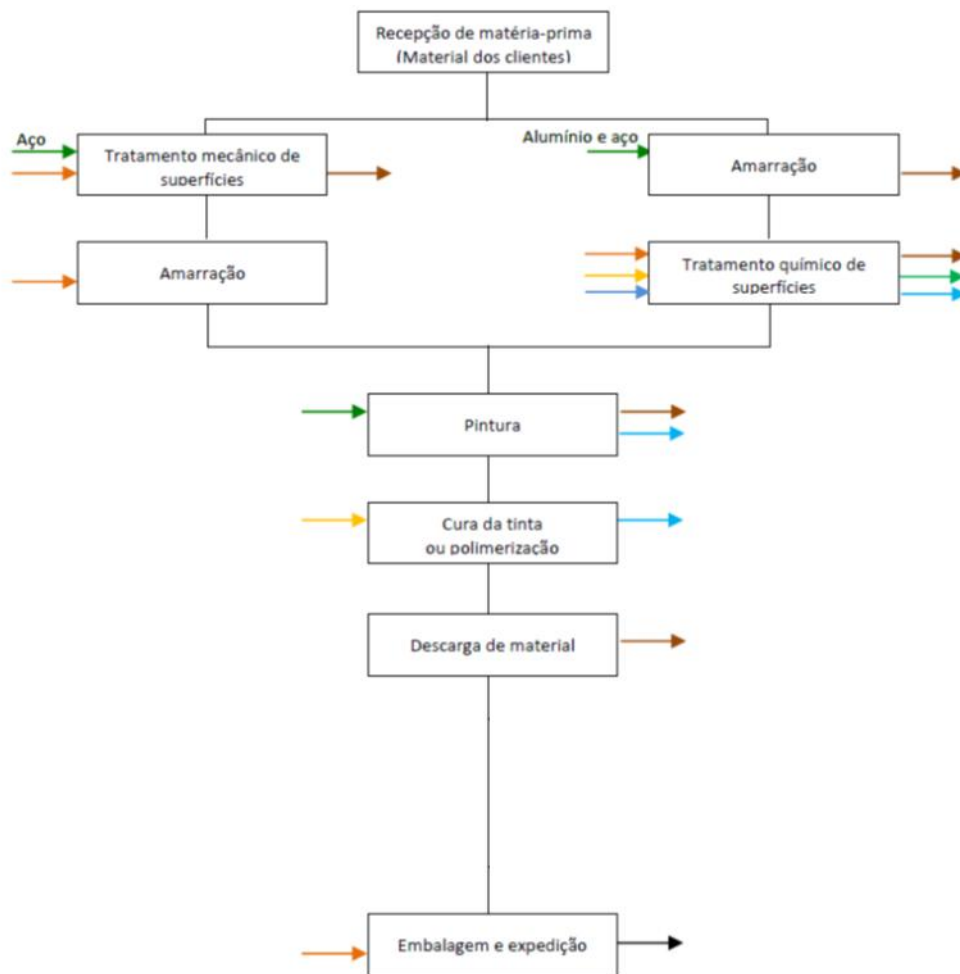 Recepção de matéria-prima
(Material dos clientes)
Aço
Tratamento mecânico de
superfícies
Alumínio e aço
Amarração
Amarração
Tratamento químico de
superfícies
Pintura
Cura da tinta
ou polimerização
Descarga de material
Embalagem e expedição